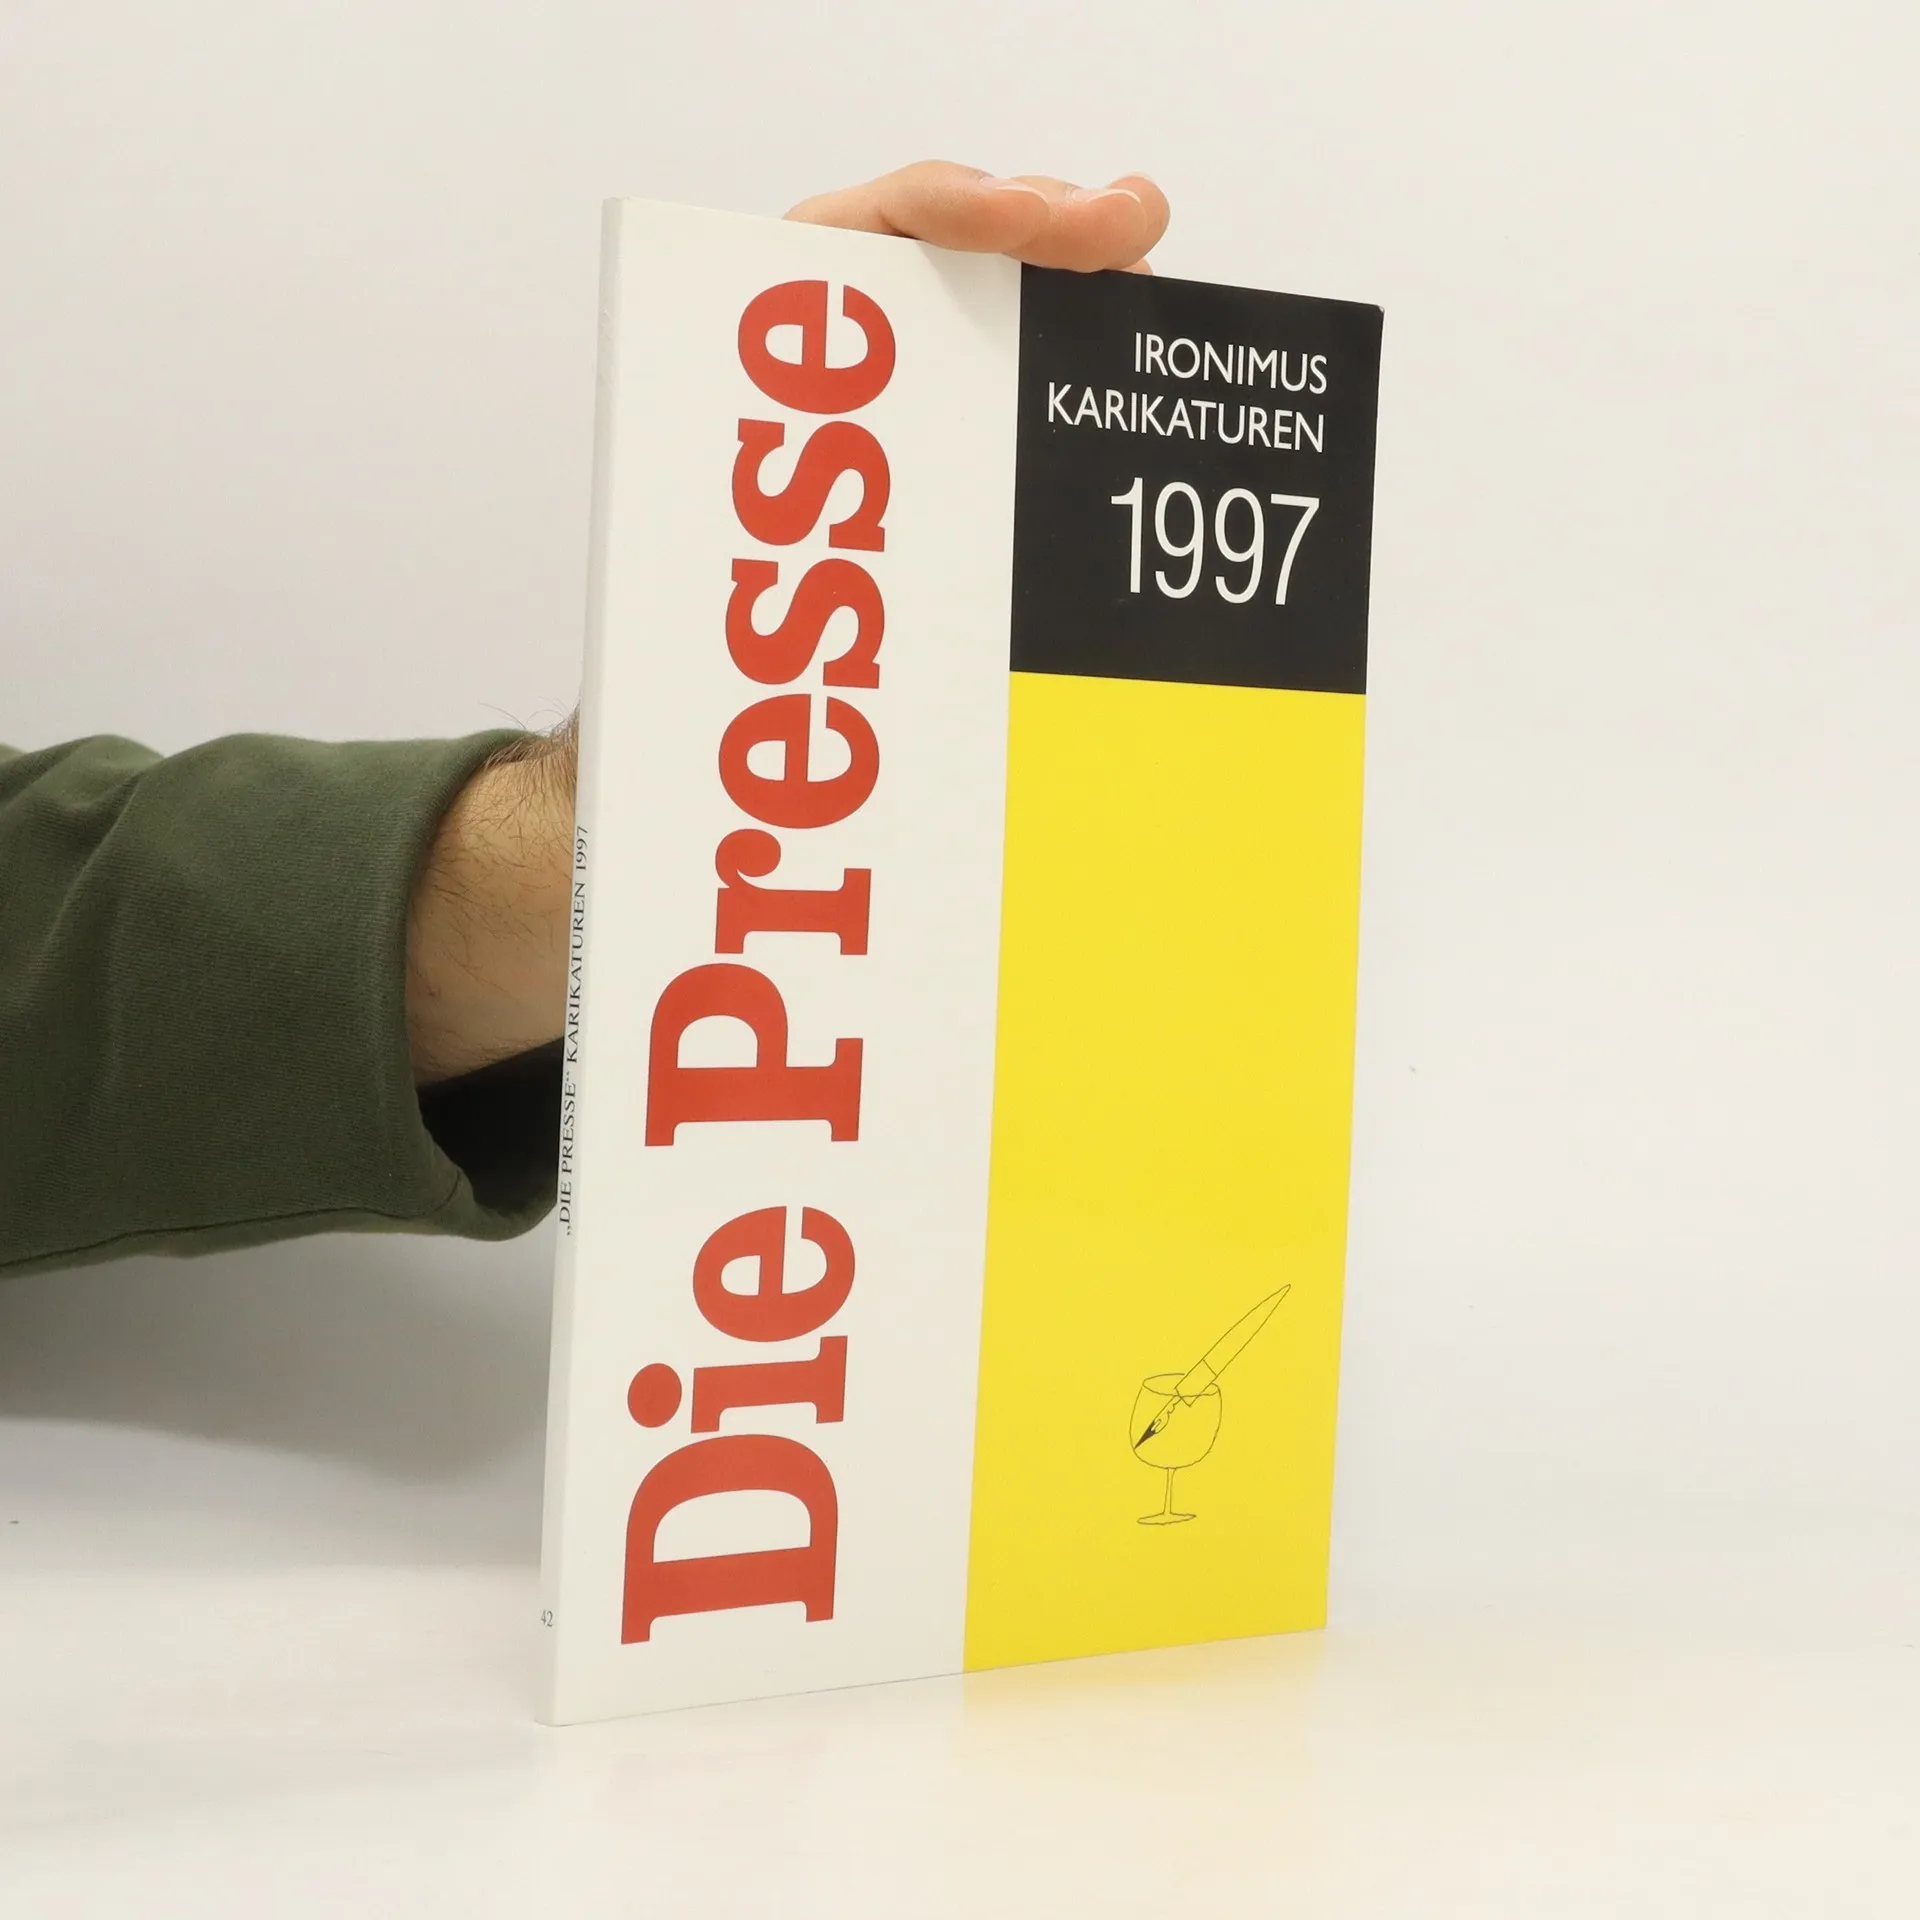 Die Presse
IRONIMUS
KARIKATUREN
1997
„DIE PRESSE“ KARIKATUREN 1997
42